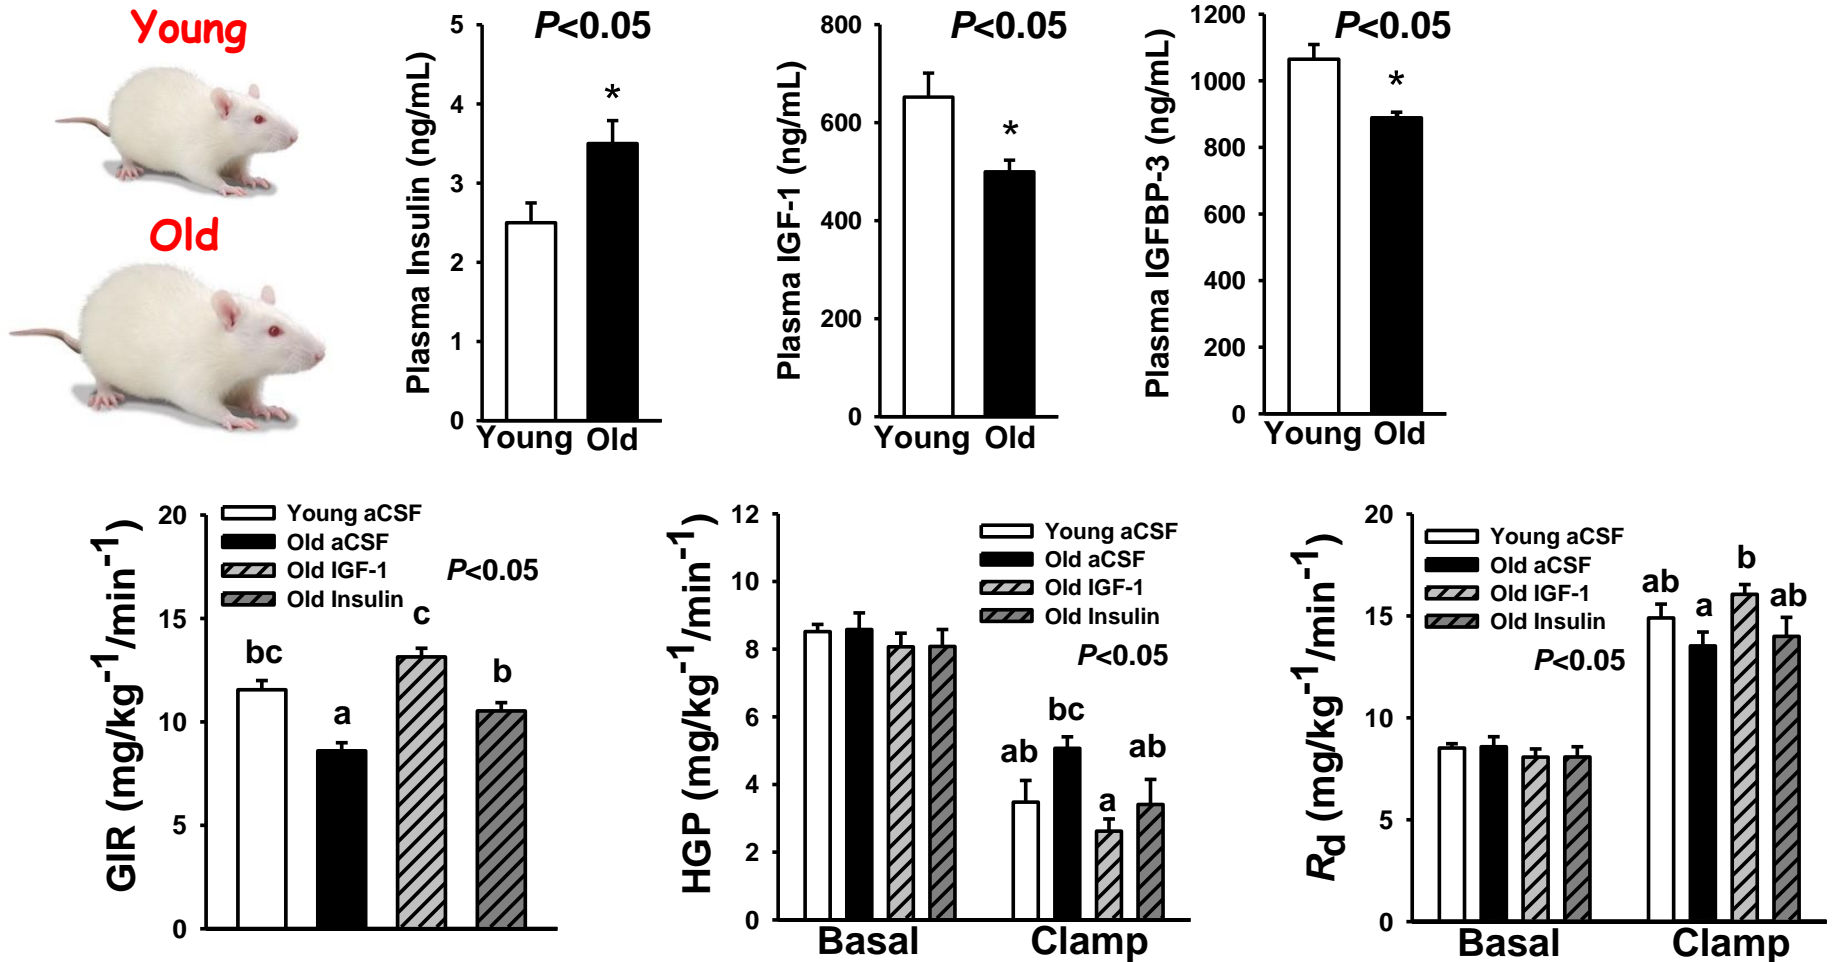 Young
Old
Plasma Insulin (ng/mL)
5
4
3
2
1
0
P<0.05
*
Young Old
Plasma IGF-1 (ng/mL)
800
600
400
200
0
P<0.05
*
Young Old
Plasma IGFBP-3 (ng/mL)
1200
1000
800
600
400
200
0
P<0.05
*
Young Old
GIR (mg/kg-1/min-1)
20
15
10
5
0
Young aCSF
Old aCSF
Old IGF-1
Old Insulin
P<0.05
bc
a
c
b
HGP (mg/kg-1/min-1)
12
10
8
6
4
2
0
Young aCSF
Old aCSF
Old IGF-1
Old Insulin
P<0.05
ab
bc
a
ab
Basal
Clamp
Rd (mg/kg-1/min-1)
20
15
10
5
0
Young aCSF
Old aCSF
Old IGF-1
Old Insulin
P<0.05
ab
a
b
ab
Basal
Clamp